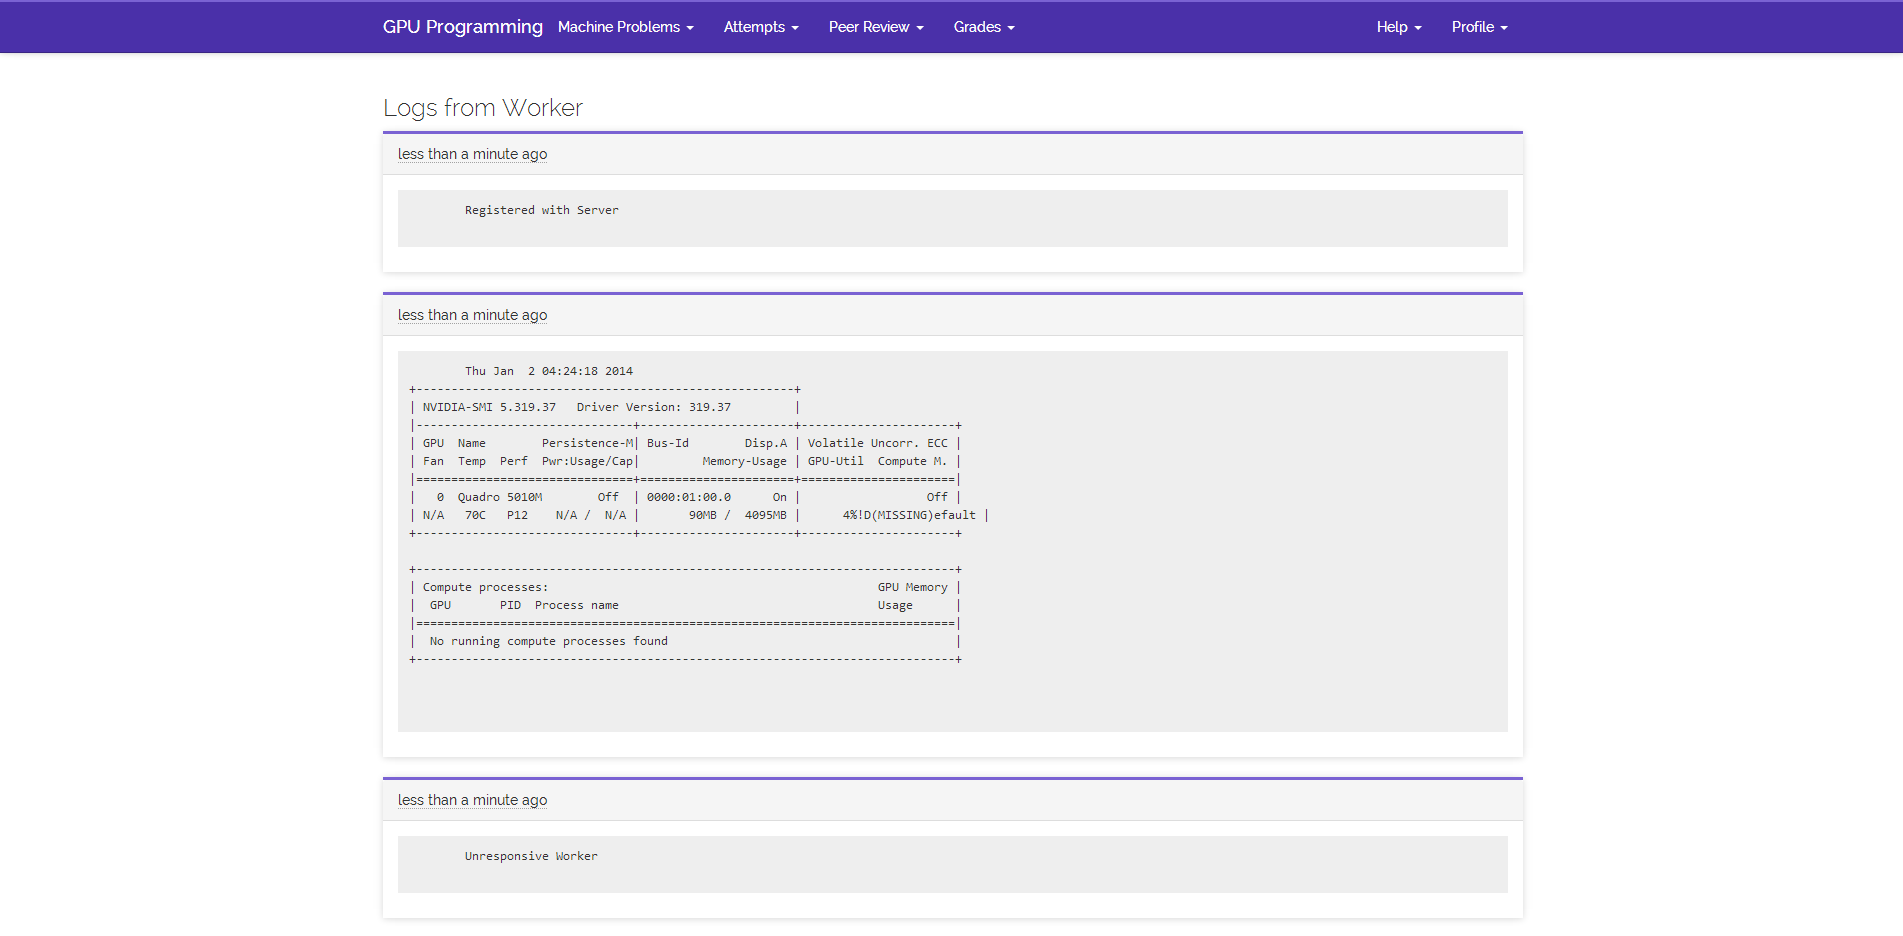 GPU Programming Machine Problems Attempts Peer Review Grades Help Profile
Logs from Worker
less than a minute ago
Registered with Server
less than a minute ago
Thu Jan  2 04:24:18 2014
+------------------------------------------------------+
| NVIDIA-SMI 5.319.37   Driver Version: 319.37         |
|-------------------------------+----------------------+----------------------+
| GPU  Name        Persistence-M| Bus-Id        Disp.A | Volatile Uncorr. ECC |
| Fan  Temp  Perf  Pwr:Usage/Cap|         Memory-Usage | GPU-Util  Compute M. |
|===============================+======================+======================|
|   0  Quadro 5010M        Off  | 0000:01:00.0      On |                  Off |
| N/A   70C   P12    N/A /  N/A |       90MB /  4095MB |      4%!D(MISSING)efault |
+-------------------------------+----------------------+----------------------+
+-----------------------------------------------------------------------------+
| Compute processes:                                               GPU Memory |
|  GPU       PID  Process name                                     Usage      |
|=============================================================================|
|  No running compute processes found                                         |
+-----------------------------------------------------------------------------+
less than a minute ago
Unresponsive Worker